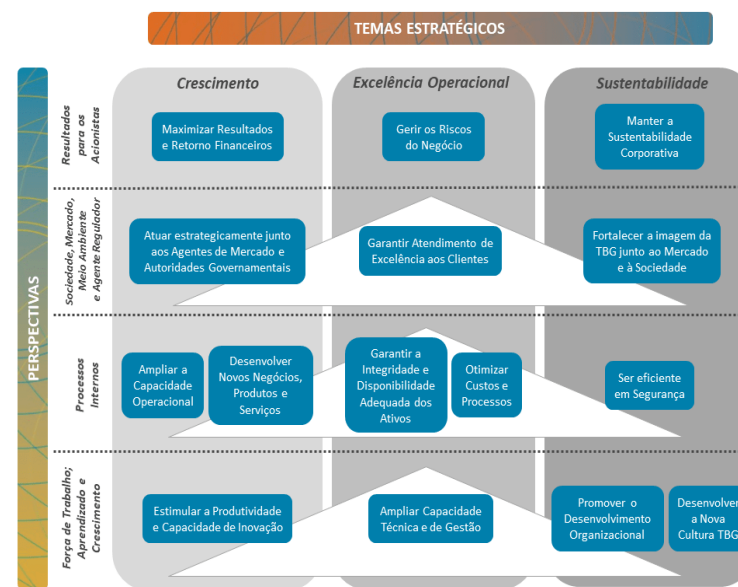 TEMAS ESTRATÉGICOS
PERSPECTIVAS
Crescimento
Excelência Operacional
Sustentabilidade
Resultados
para os
Acionistas
Maximizar Resultados
e Retorno Financeiros
Gerir os Riscos
do Negócio
Manter a
Sustentabilidade
Corporativa
Sociedade, Mercado,
Meio Ambiente
e Agente Regulador
Atuar estrategicamente junto
aos Agentes de Mercado e
Autoridades Governamentais
Garantir Atendimento de
Excelência aos Clientes
Fortalecer a imagem da
TBG junto ao Mercado
e à Sociedade
Processos
Internos
Ampliar a
Capacidade
Operacional
Desenvolver
Novos Negócios,
Produtos e
Serviços
Garantir a
Integridade e
Disponibilidade
Adequada dos
Ativos
Otimizar
Custos e
Processos
Ser eficiente
em Segurança
Força de Trabalho;
Aprendizado e
Crescimento
Estimular a Produtividade
e Capacidade de Inovação
Ampliar Capacidade
Técnica e de Gestão
Promover o
Desenvolvimento
Organizacional
Desenvolver
a Nova
Cultura TBG